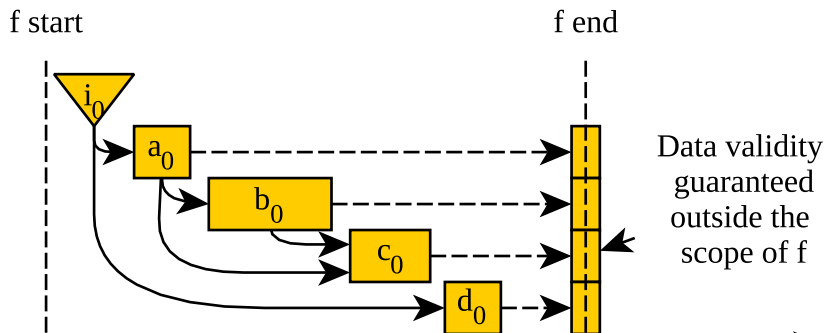 f start
f end
i0
a0
b0
c0
d0
Data validity
guaranteed
outside the
scope of f